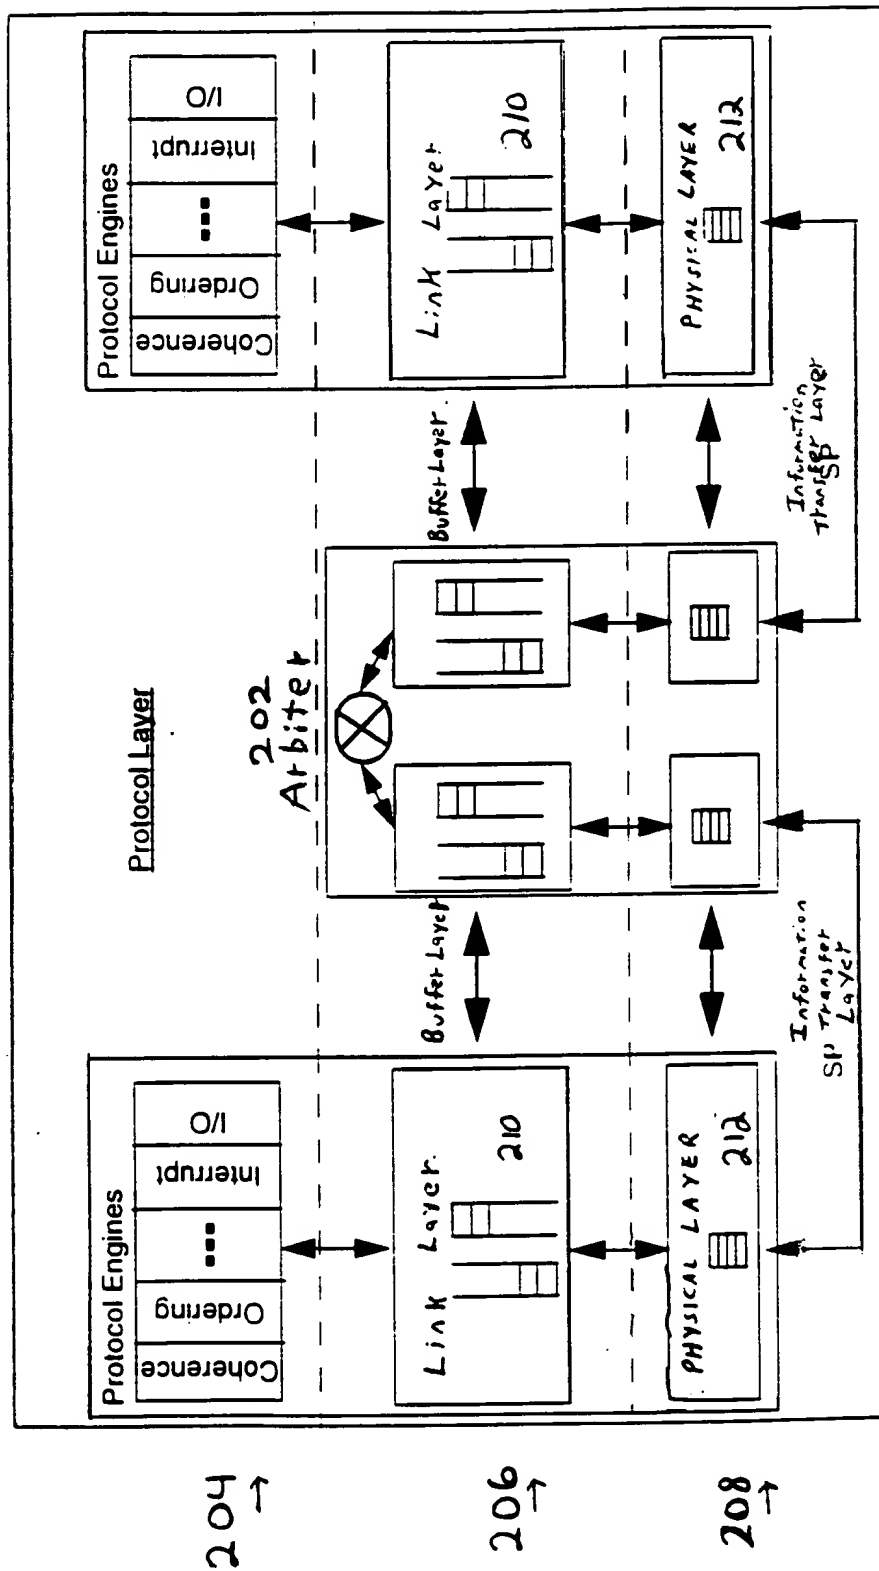 Protocol Layer
204 →
206 →
208 →
Protocol Engines
Coherence
Ordering
...
Interrupt
I/O
Link Layer
210
PHYSICAL LAYER
212
Buffer Layer
Information
SP Transfer
Layer
202
Arbiter
Buffer Layer
Information
Transfer Layer
SP
Protocol Engines
Coherence
Ordering
...
Interrupt
I/O
Link Layer
210
PHYSICAL LAYER
212